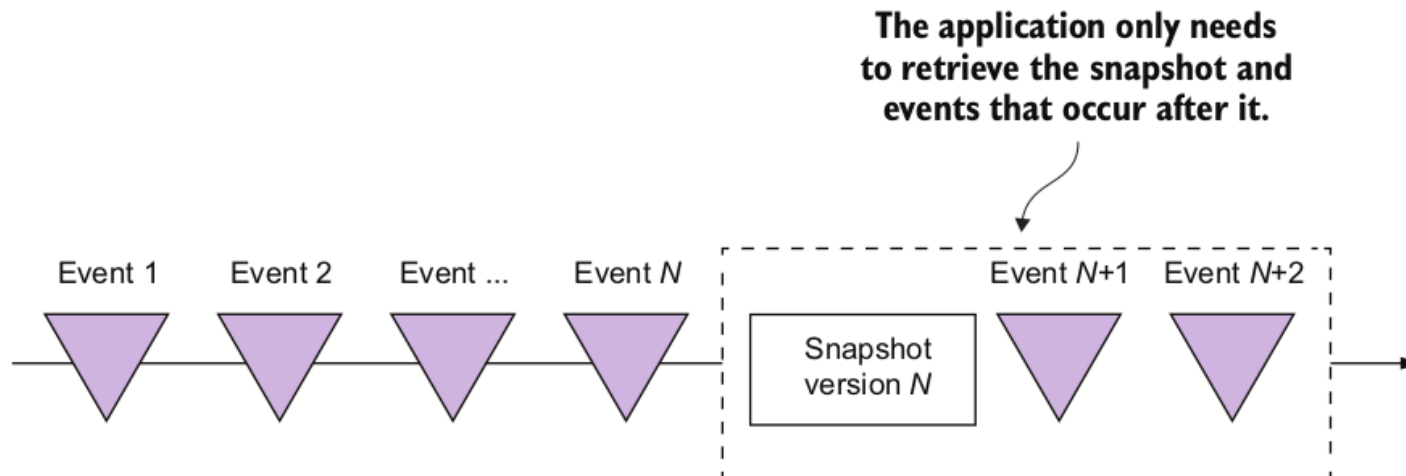 The application only needs
to retrieve the snapshot and
events that occur after it.
Event 1
Event 2
Event ...
Event N
Event N+1
Event N+2
Snapshot
version N